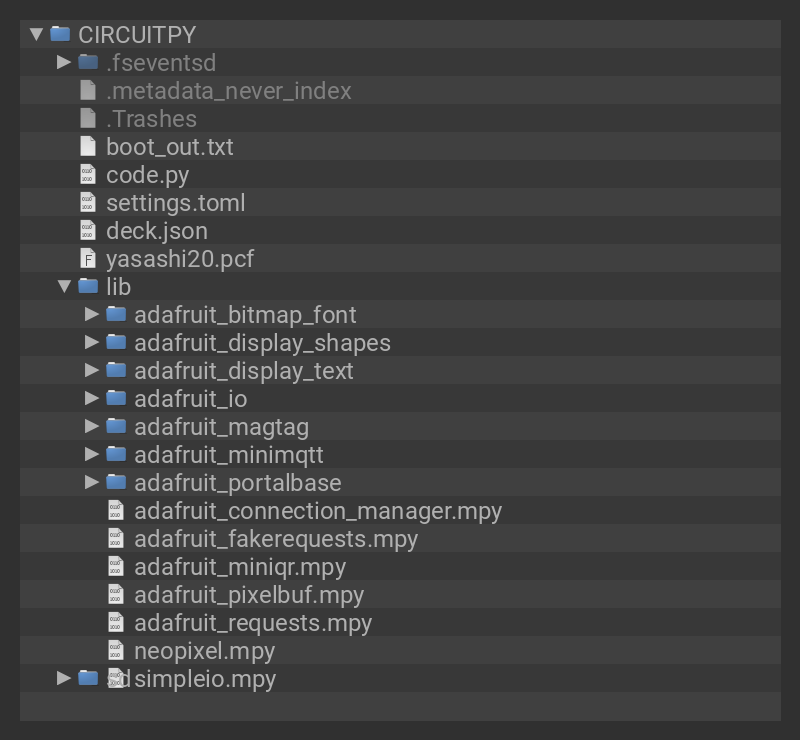 CIRCUITPY
.fseventsd
.metadata_never_index
.Trashes
boot_out.txt
code.py
settings.toml
deck.json
yasashi20.pcf
lib
adafruit_bitmap_font
adafruit_display_shapes
adafruit_display_text
adafruit_io
adafruit_magtag
adafruit_minimqtt
adafruit_portalbase
adafruit_connection_manager.mpy
adafruit_fakerequests.mpy
adafruit_miniqr.mpy
adafruit_pixelbuf.mpy
adafruit_requests.mpy
neopixel.mpy
sd simpleio.mpy